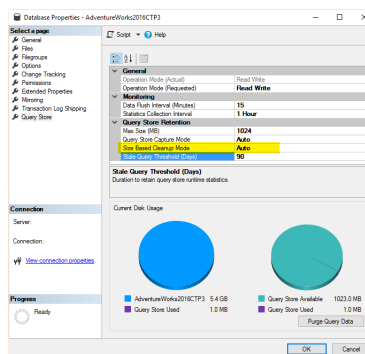 Database Properties - AdventureWorks2016CTP3
Select a page
General
Files
Filegroups
Options
Change Tracking
Permissions
Extended Properties
Mirroring
Transaction Log Shipping
Query Store
Script
Help
General
Operation Mode (Actual) Read Write
Operation Mode (Requested) Read Write
Monitoring
Data Flush Interval (Minutes) 15
Statistics Collection Interval 1 Hour
Query Store Retention
Max Size (MB) 1024
Query Store Capture Mode Auto
Size Based Cleanup Mode Auto
Stale Query Threshold (Days) 90
Stale Query Threshold (Days)
Duration to retain query store runtime statistics.
Connection
Server:
Connection:
View connection properties
Progress
Ready
Current Disk Usage
AdventureWorks2016CTP3 5.4 GB
Query Store Used 1.0 MB
Query Store Available 1023.0 MB
Query Store Used 1.0 MB
Purge Query Data
OK Cancel